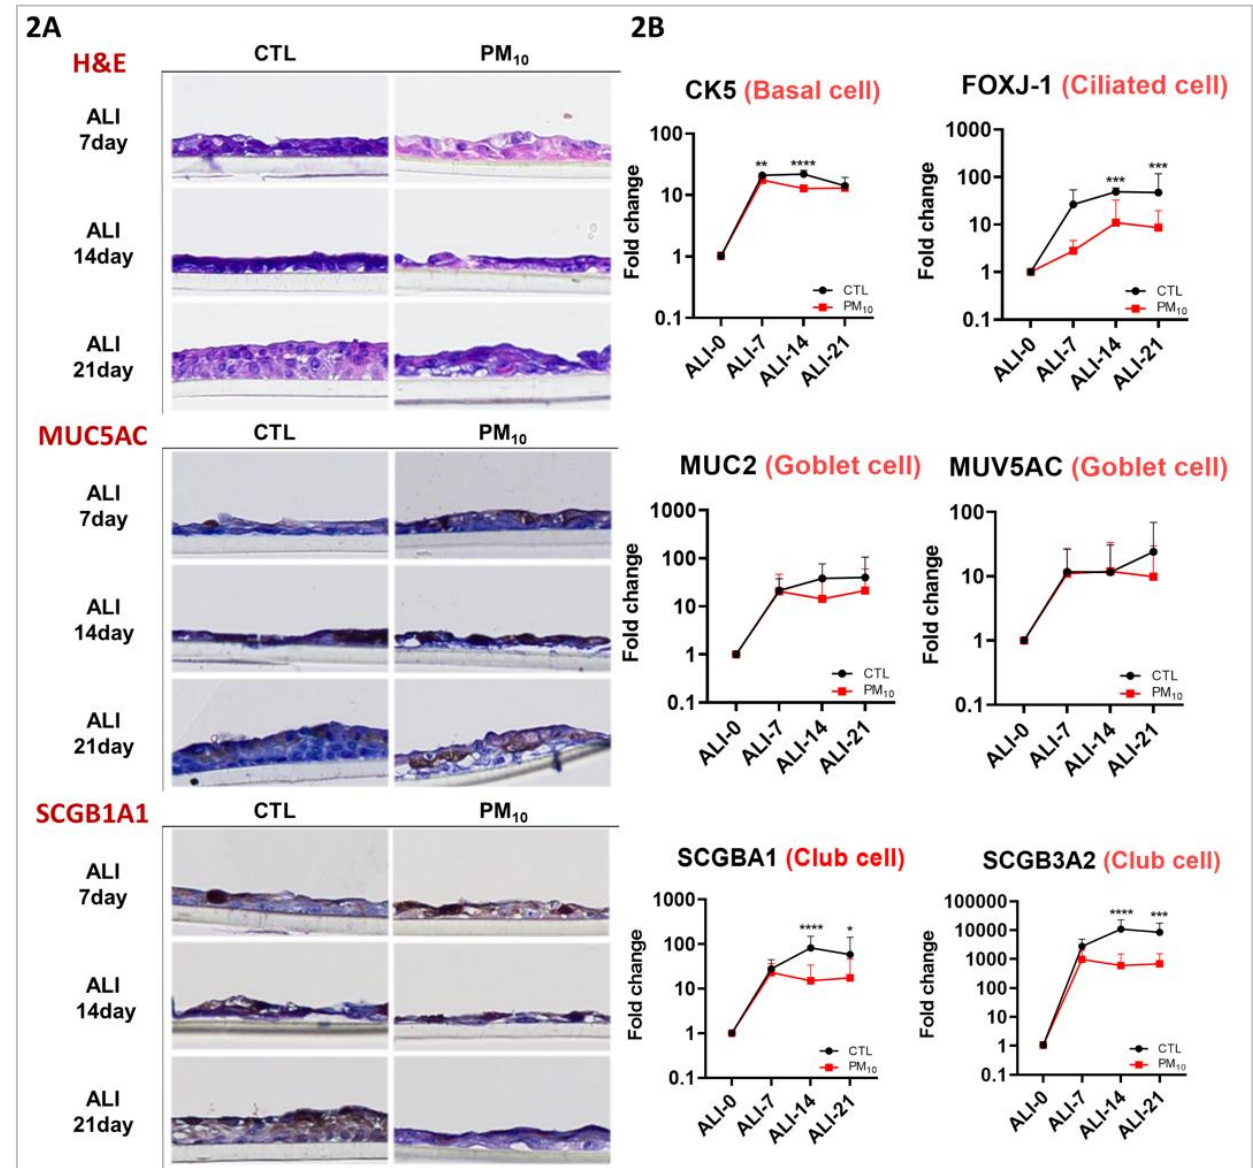 2A
H&E
CTL
PM₁₀
ALI
7day
ALI
14day
ALI
21day
MUC5AC
CTL
PM₁₀
ALI
7day
ALI
14day
ALI
21day
SCGB1A1
CTL
PM₁₀
ALI
7day
ALI
14day
ALI
21day
2B
CK5 (Basal cell)
Fold change
100
10
1
0.1
** ****
CTL
PM₁₀
ALI-0 ALI-7 ALI-14 ALI-21
FOXJ-1 (Ciliated cell)
Fold change
1000
100
10
1
0.1
*** ***
CTL
PM₁₀
ALI-0 ALI-7 ALI-14 ALI-21
MUC2 (Goblet cell)
Fold change
1000
100
10
1
0.1
CTL
PM₁₀
ALI-0 ALI-7 ALI-14 ALI-21
MUV5AC (Goblet cell)
Fold change
100
10
1
0.1
CTL
PM₁₀
ALI-0 ALI-7 ALI-14 ALI-21
SCGBA1 (Club cell)
Fold change
1000
100
10
1
0.1
**** *
CTL
PM₁₀
ALI-0 ALI-7 ALI-14 ALI-21
SCGB3A2 (Club cell)
Fold change
100000
10000
1000
100
10
1
0.1
**** ***
CTL
PM₁₀
ALI-0 ALI-7 ALI-14 ALI-21